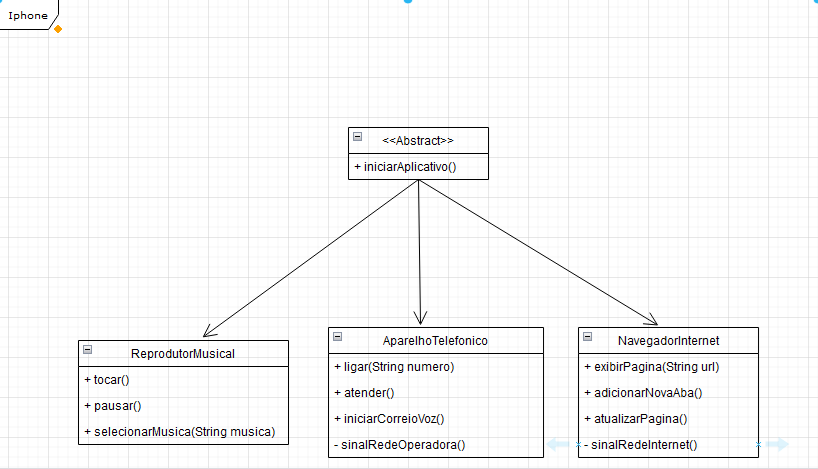 Iphone
<<Abstract>>
+ iniciarAplicativo()
ReprodutorMusical
+ tocar()
+ pausar()
+ selecionarMusica(String musica)
AparelhoTelefonico
+ ligar(String numero)
+ atender()
+ iniciarCorreioVoz()
- sinalRedeOperadora()
NavegadorInternet
+ exibirPagina(String url)
+ adicionarNovaAba()
+ atualizarPagina()
- sinalRedeInternet()